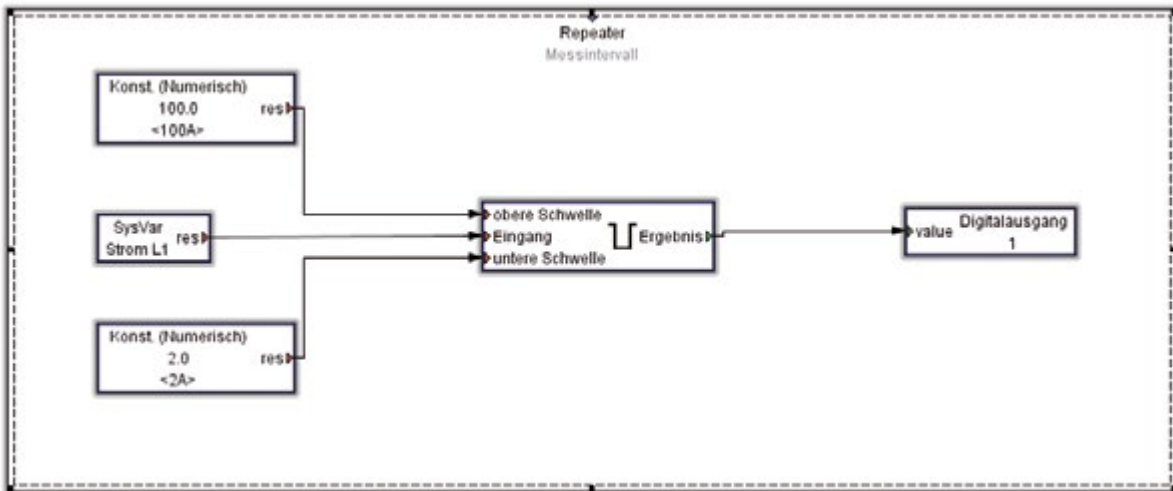 Repeater
Messintervall
Konst. (Numerisch)
100.0
res
<100A>
SysVar
res
Strom L1
Konst. (Numerisch)
2.0
res
<2A>
obere Schwelle
Eingang
Ergebnis
untere Schwelle
value
Digitalausgang
1